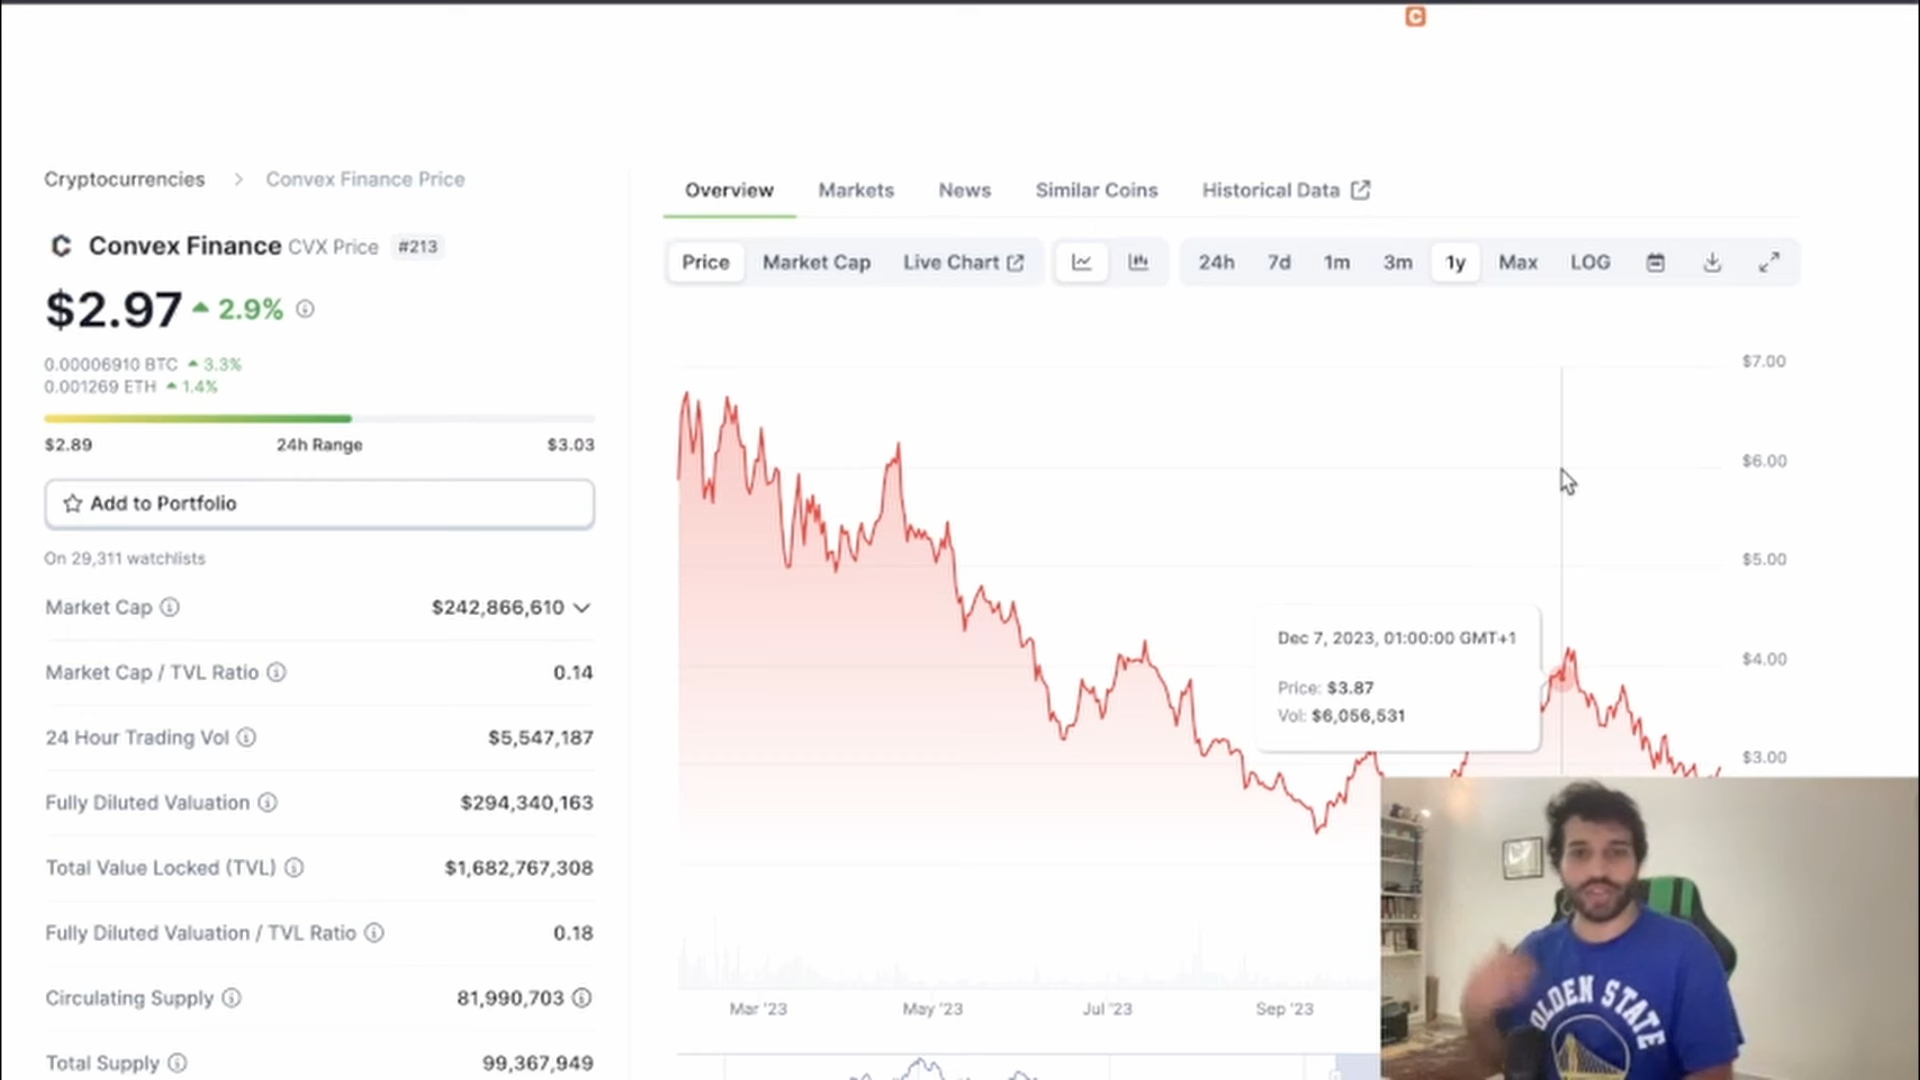 Cryptocurrencies > Convex Finance Price
Convex Finance CVX Price #213
$2.97 2.9%
0.00006910 BTC 3.3%
0.001269 ETH 1.4%
$2.89 24h Range $3.03
Add to Portfolio
On 29,311 watchlists
Market Cap $242,866,610
Market Cap / TVL Ratio 0.14
24 Hour Trading Vol $5,547,187
Fully Diluted Valuation $294,340,163
Total Value Locked (TVL) $1,682,767,308
Fully Diluted Valuation / TVL Ratio 0.18
Circulating Supply 81,990,703
Total Supply 99,367,949
Overview Markets News Similar Coins Historical Data
Price Market Cap Live Chart 24h 7d 1m 3m 1y Max LOG
$7.00
$6.00
$5.00
$4.00
$3.00
Dec 7, 2023, 01:00:00 GMT+1
Price: $3.87
Vol: $6,056,531
Mar '23 May '23 Jul '23 Sep '23
OLDEN STATE